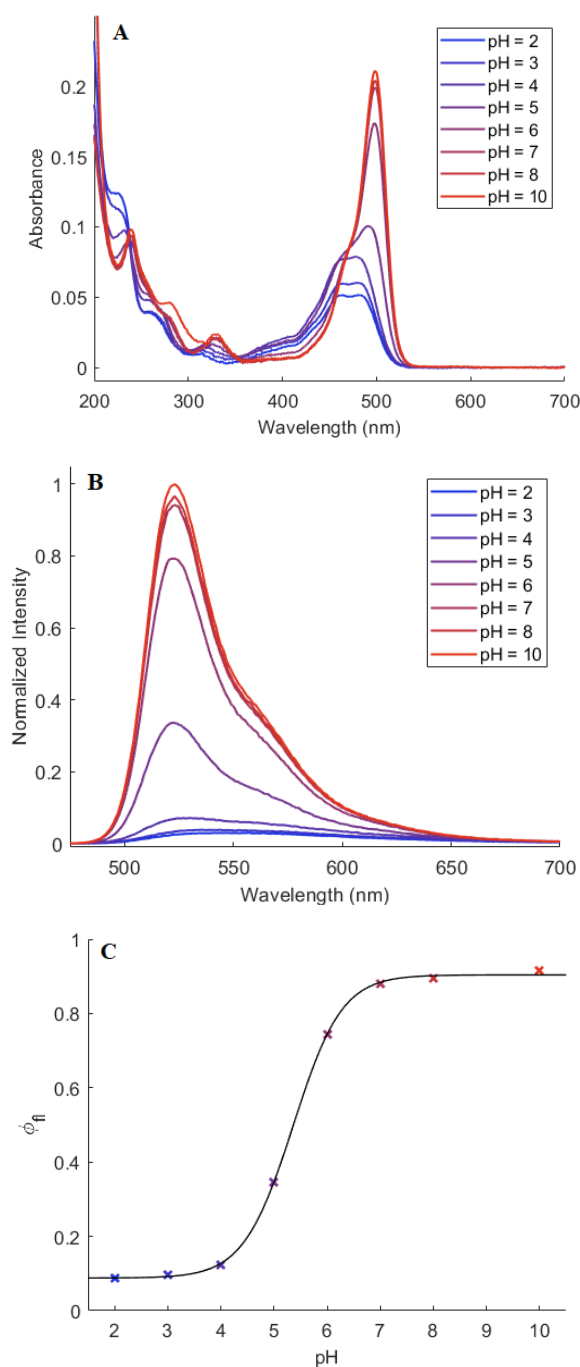 A
pH = 2
pH = 3
pH = 4
pH = 5
pH = 6
pH = 7
pH = 8
pH = 10
0.2
0.15
0.1
0.05
0
Absorbance
200 300 400 500 600 700
Wavelength (nm)
B
pH = 2
pH = 3
pH = 4
pH = 5
pH = 6
pH = 7
pH = 8
pH = 10
1
0.8
0.6
0.4
0.2
0
Normalized Intensity
500 550 600 650 700
Wavelength (nm)
C
1
0.8
0.6
0.4
0.2
0
ϕfl
2 3 4 5 6 7 8 9 10
pH